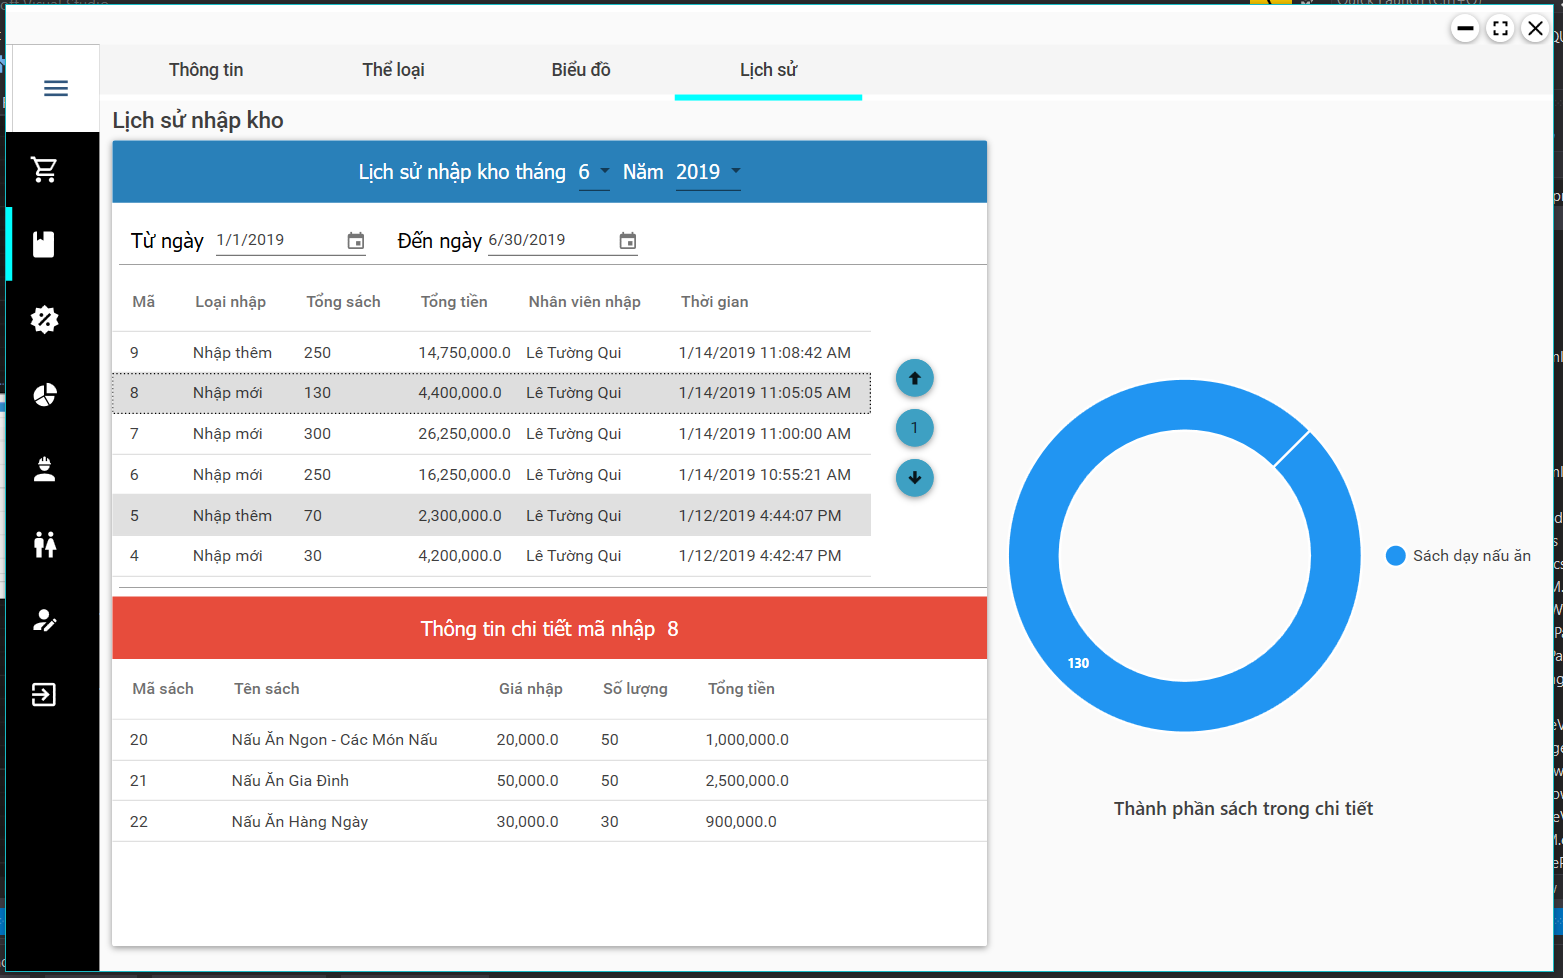 Thông tin Thể loại Biểu đồ Lịch sử
Lịch sử nhập kho
Lịch sử nhập kho tháng 6 Năm 2019
Từ ngày 1/1/2019 Đến ngày 6/30/2019
Mã Loại nhập Tổng sách Tổng tiền Nhân viên nhập Thời gian
9 Nhập thêm 250 14,750,000.0 Lê Tường Qui 1/14/2019 11:08:42 AM
8 Nhập mới 130 4,400,000.0 Lê Tường Qui 1/14/2019 11:05:05 AM
7 Nhập mới 300 26,250,000.0 Lê Tường Qui 1/14/2019 11:00:00 AM
1
6 Nhập mới 250 16,250,000.0 Lê Tường Qui 1/14/2019 10:55:21 AM
5 Nhập thêm 70 2,300,000.0 Lê Tường Qui 1/12/2019 4:44:07 PM
4 Nhập mới 30 4,200,000.0 Lê Tường Qui 1/12/2019 4:42:47 PM
Thông tin chi tiết mã nhập 8
Mã sách Tên sách Giá nhập Số lượng Tổng tiền
20 Nấu Ăn Ngon - Các Món Nấu 20,000.0 50 1,000,000.0
21 Nấu Ăn Gia Đình 50,000.0 50 2,500,000.0
22 Nấu Ăn Hàng Ngày 30,000.0 30 900,000.0
130
Sách dạy nấu ăn
Thành phần sách trong chi tiết